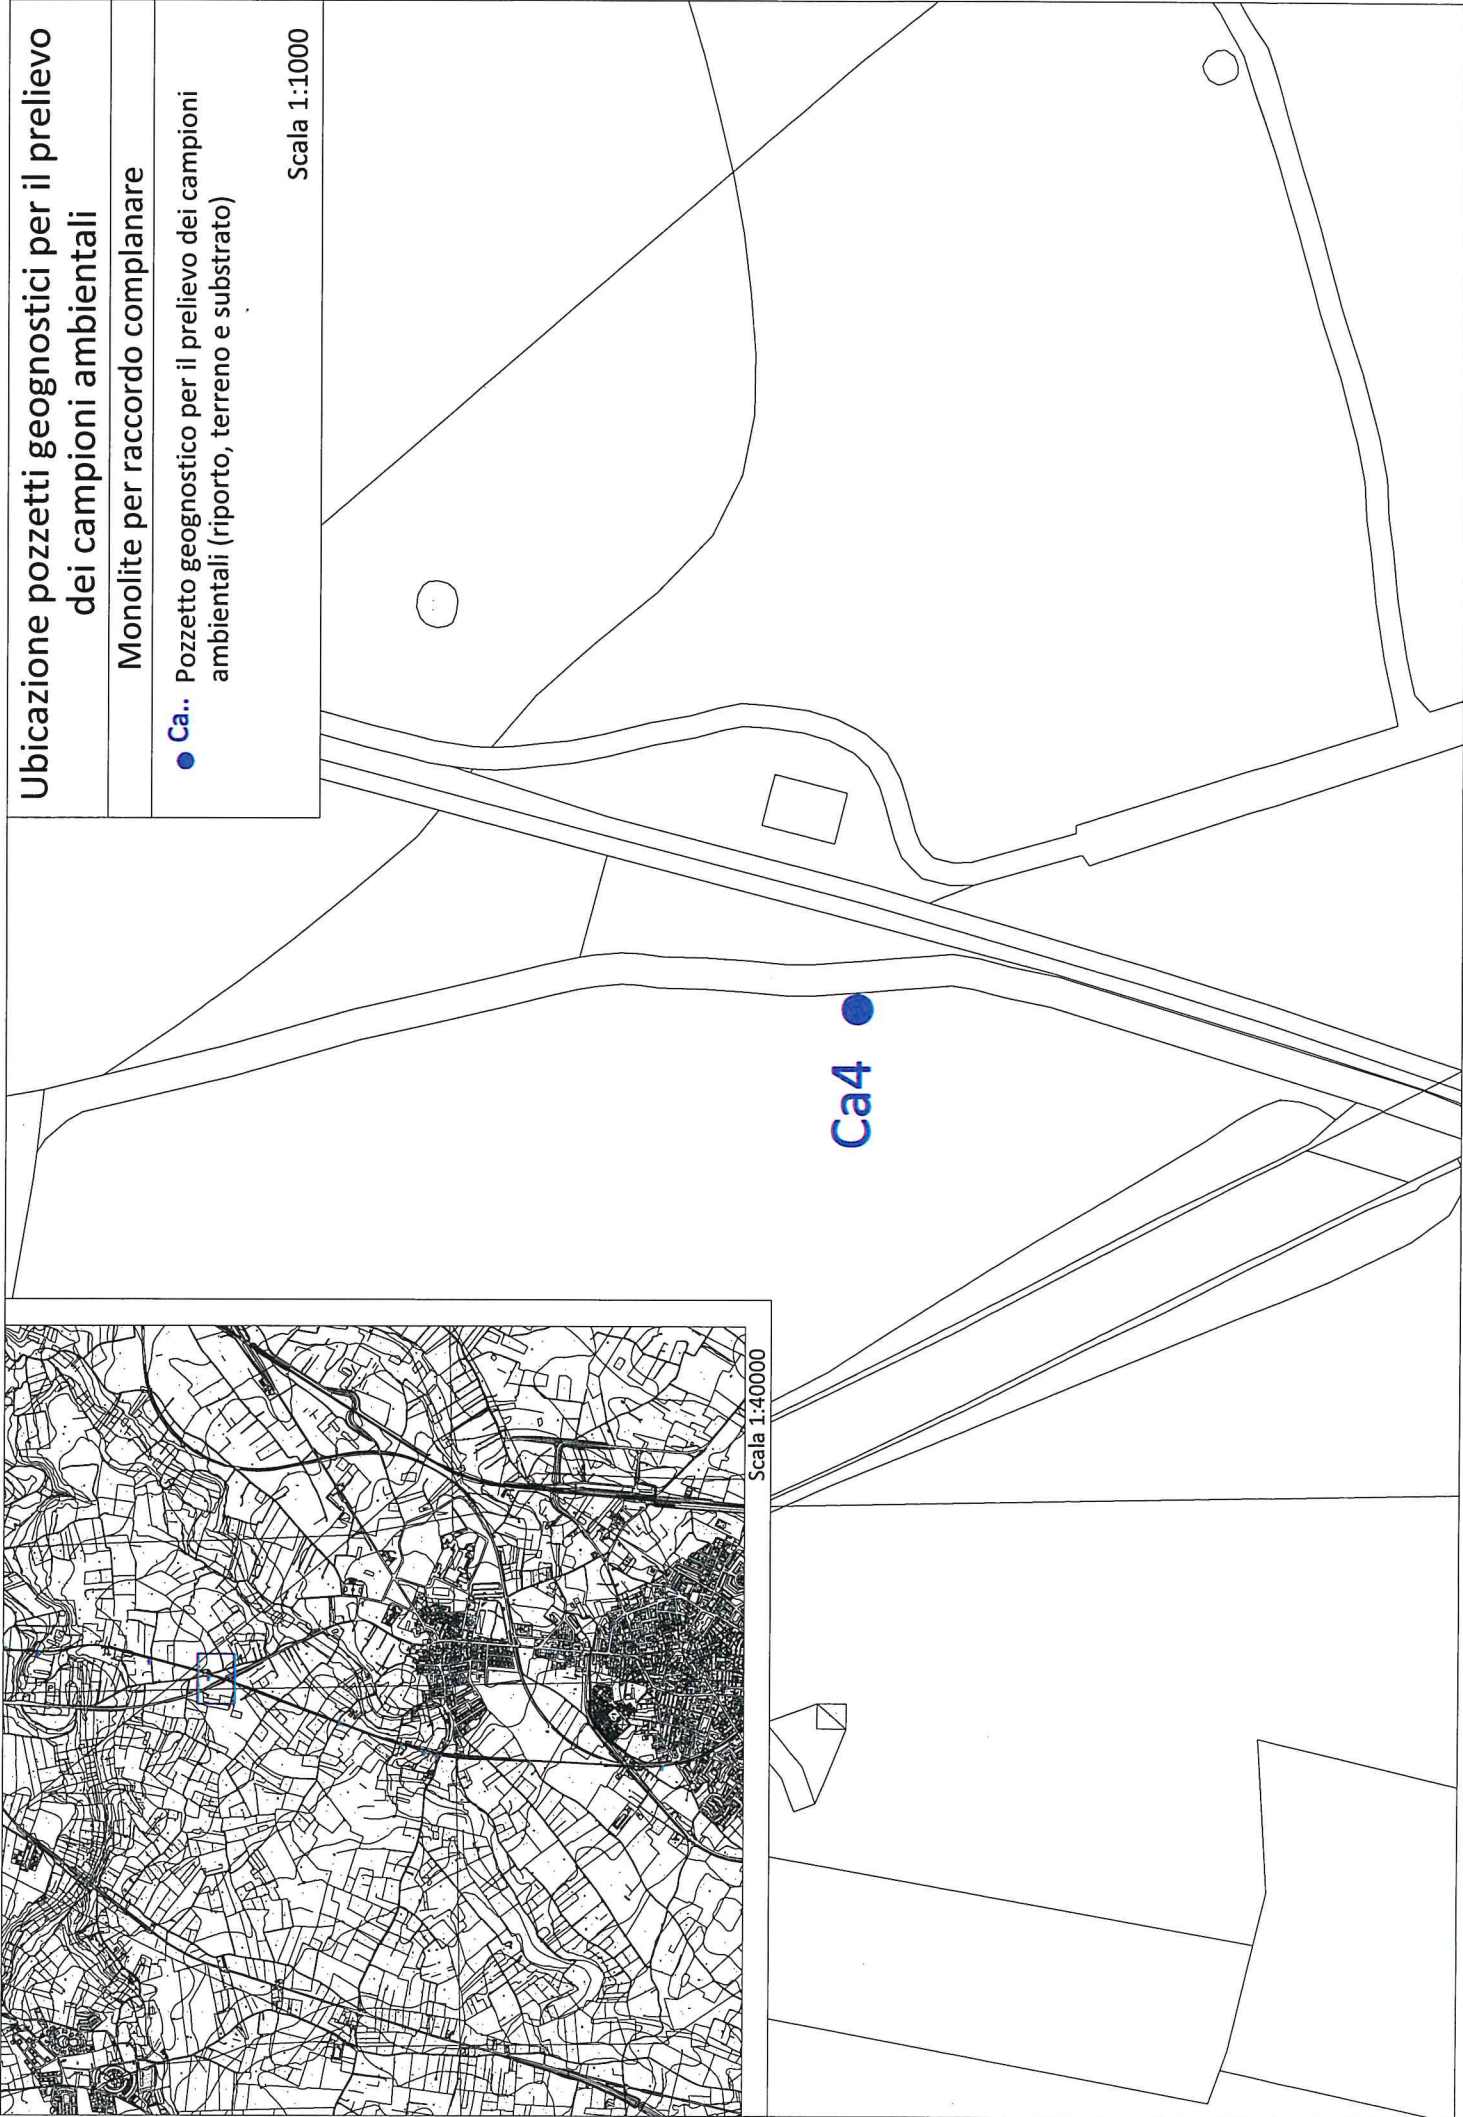 Ubicazione pozzetti geognostici per il prelievo
dei campioni ambientali
Monolite per raccordo complanare
Ca.. Pozzetto geognostico per il prelievo dei campioni
ambientali (riporto, terreno e substrato)
Scala 1:1000
Scala 1:40000
Ca4